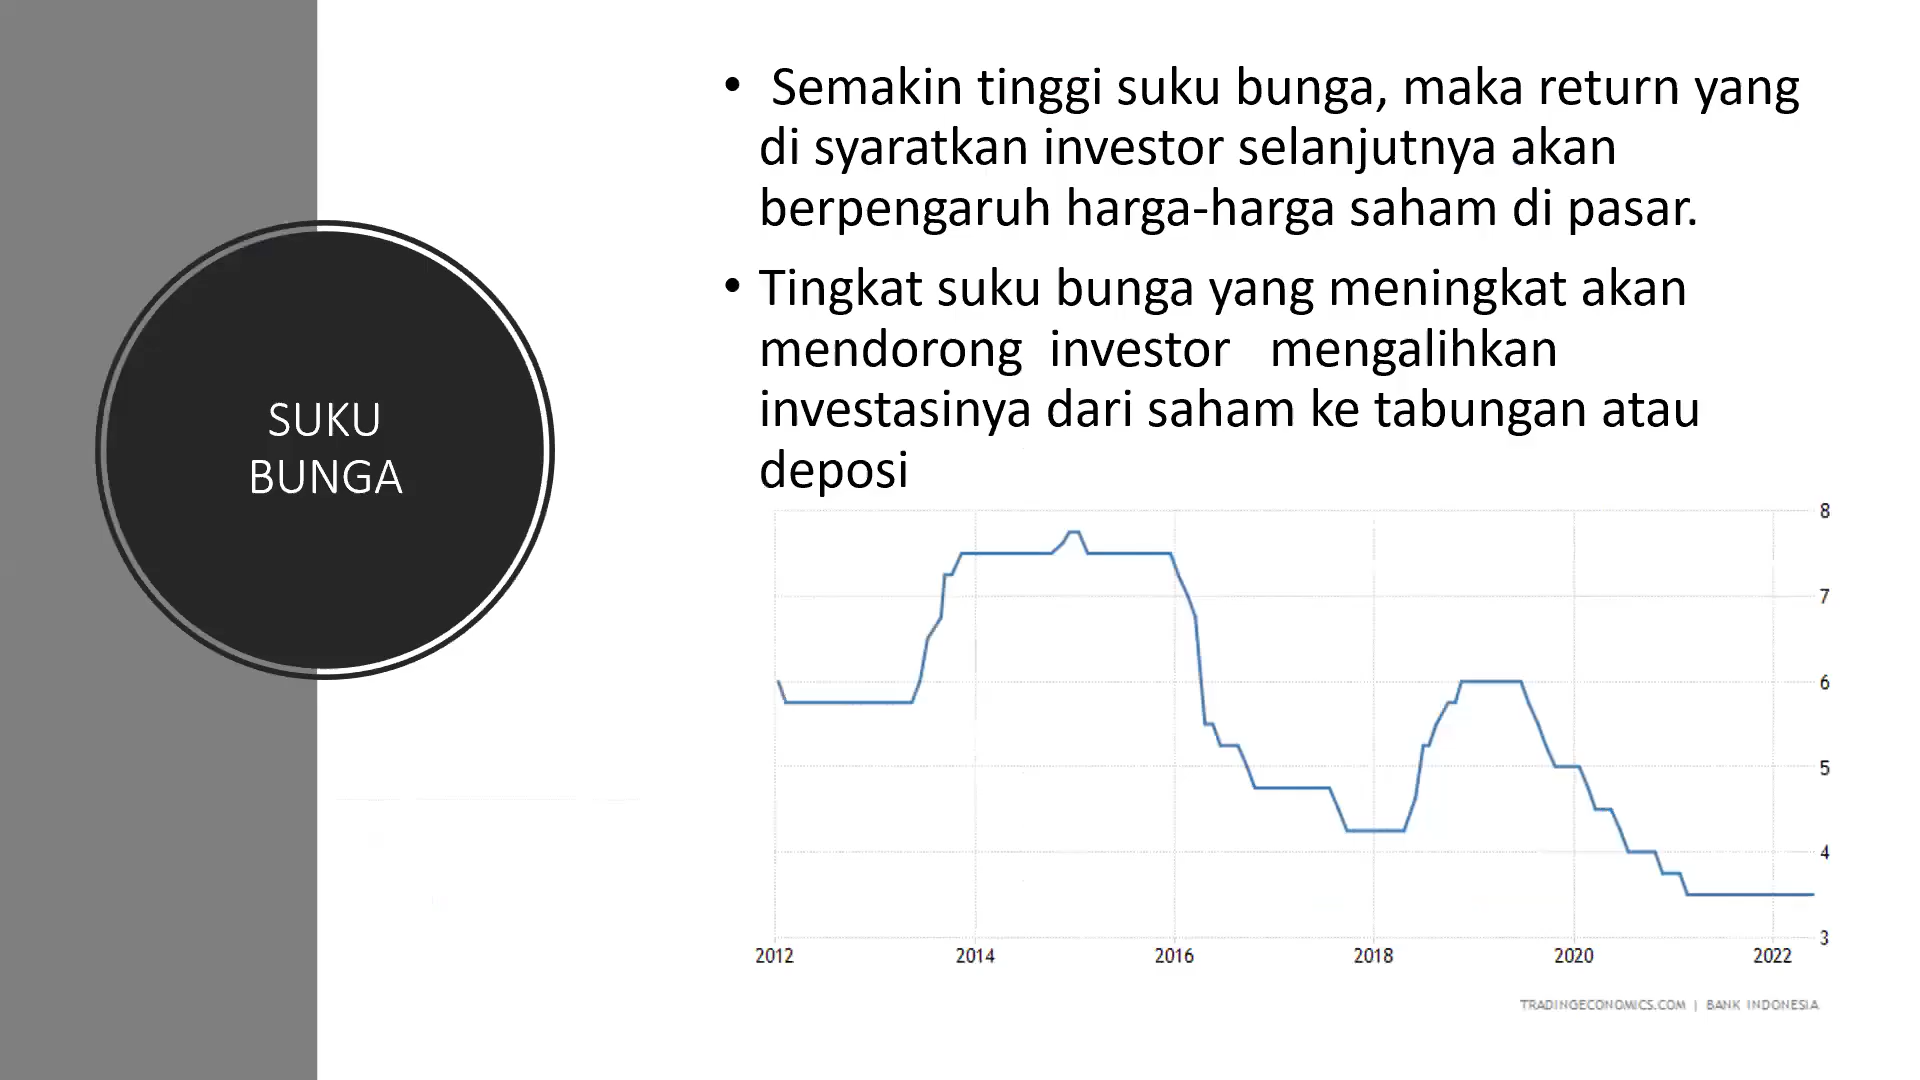 SUKU
BUNGA
• Semakin tinggi suku bunga, maka return yang
di syaratkan investor selanjutnya akan
berpengaruh harga-harga saham di pasar.
• Tingkat suku bunga yang meningkat akan
mendorong investor mengalihkan
investasinya dari saham ke tabungan atau
deposi
8
7
6
5
4
3
2012 2014 2016 2018 2020 2022
TRADINGECONOMICS.COM | BANK INDONESIA